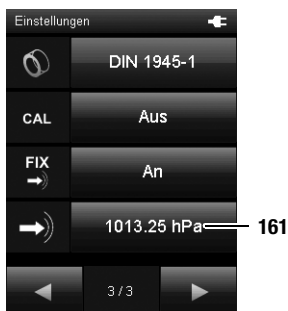 Einstellungen
DIN 1945-1
CAL Aus
FIX An
1013.25 hPa 161
3/3